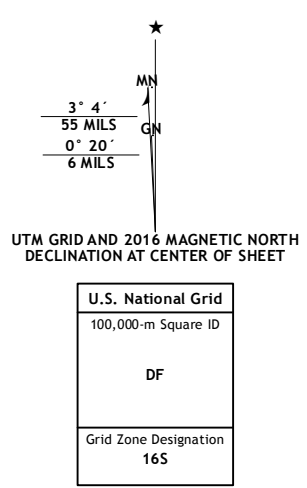 MN
3° 4´
55 MILS
GN
0° 20´
6 MILS
UTM GRID AND 2016 MAGNETIC NORTH
DECLINATION AT CENTER OF SHEET
U.S. National Grid
100,000-m Square ID
DF
Grid Zone Designation
16S